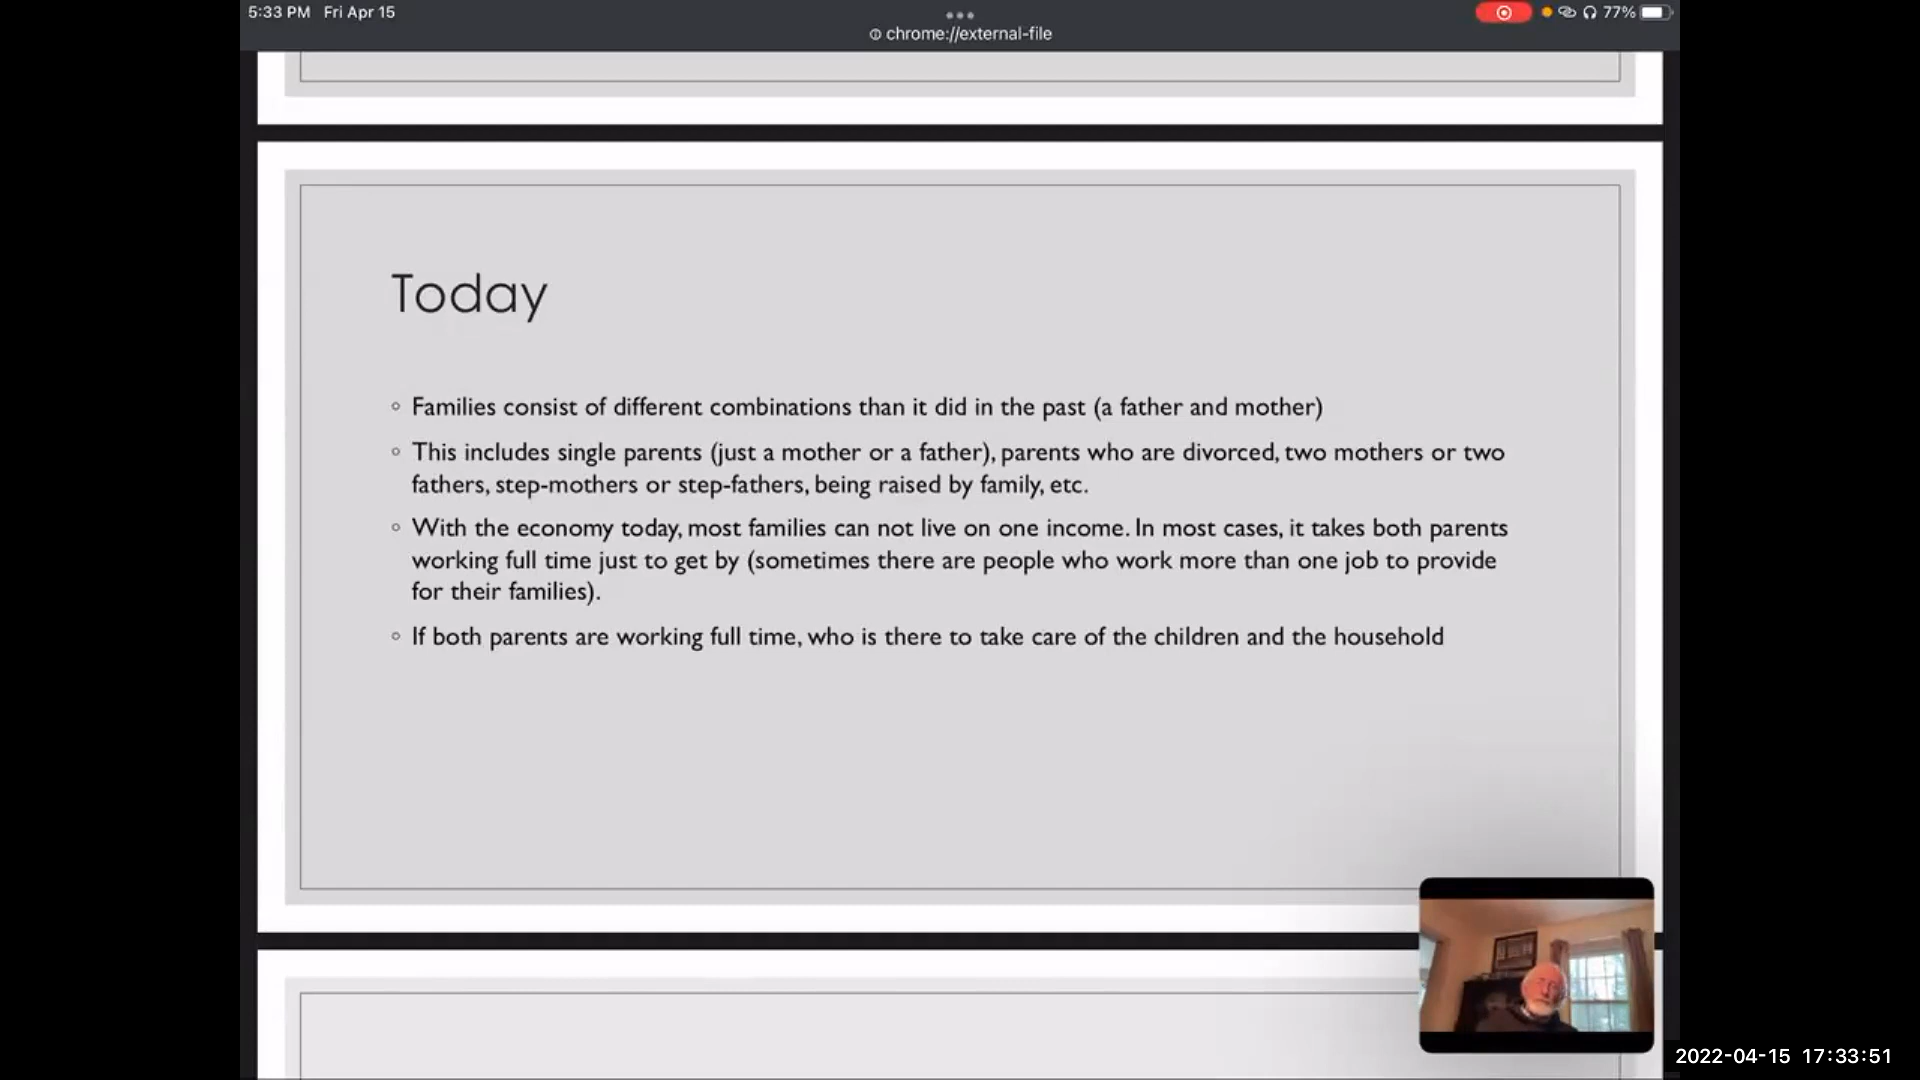 5:33 PM Fri Apr 15
77%
chrome://external-file
Today
Families consist of different combinations than it did in the past (a father and mother)
This includes single parents (just a mother or a father), parents who are divorced, two mothers or two
fathers, step-mothers or step-fathers, being raised by family, etc.
With the economy today, most families can not live on one income. In most cases, it takes both parents
working full time just to get by (sometimes there are people who work more than one job to provide
for their families).
If both parents are working full time, who is there to take care of the children and the household
2022-04-15 17:33:51